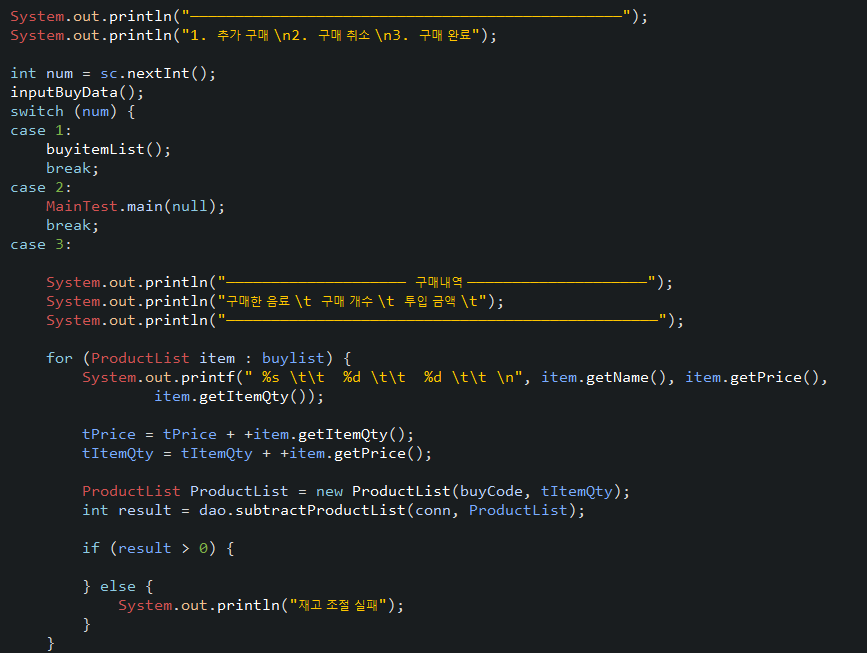 System.out.println("————————————————————————————————————————————————");
System.out.println("1. 추가 구매 \n2. 구매 취소 \n3. 구매 완료");
int num = sc.nextInt();
inputBuyData();
switch (num) {
case 1:
buyitemList();
break;
case 2:
MainTest.main(null);
break;
case 3:
System.out.println("———————————————————— 구매내역 ————————————————————");
System.out.println("구매한 음료 \t 구매 개수 \t 투입 금액 \t");
System.out.println("————————————————————————————————————————————————");
for (ProductList item : buylist) {
System.out.printf(" %s \t\t  %d \t\t  %d \t\t \n", item.getName(), item.getPrice(),
item.getItemQty());
tPrice = tPrice + +item.getItemQty();
tItemQty = tItemQty + +item.getPrice();
ProductList ProductList = new ProductList(buyCode, tItemQty);
int result = dao.subtractProductList(conn, ProductList);
if (result > 0) {
} else {
System.out.println("재고 조절 실패");
}
}